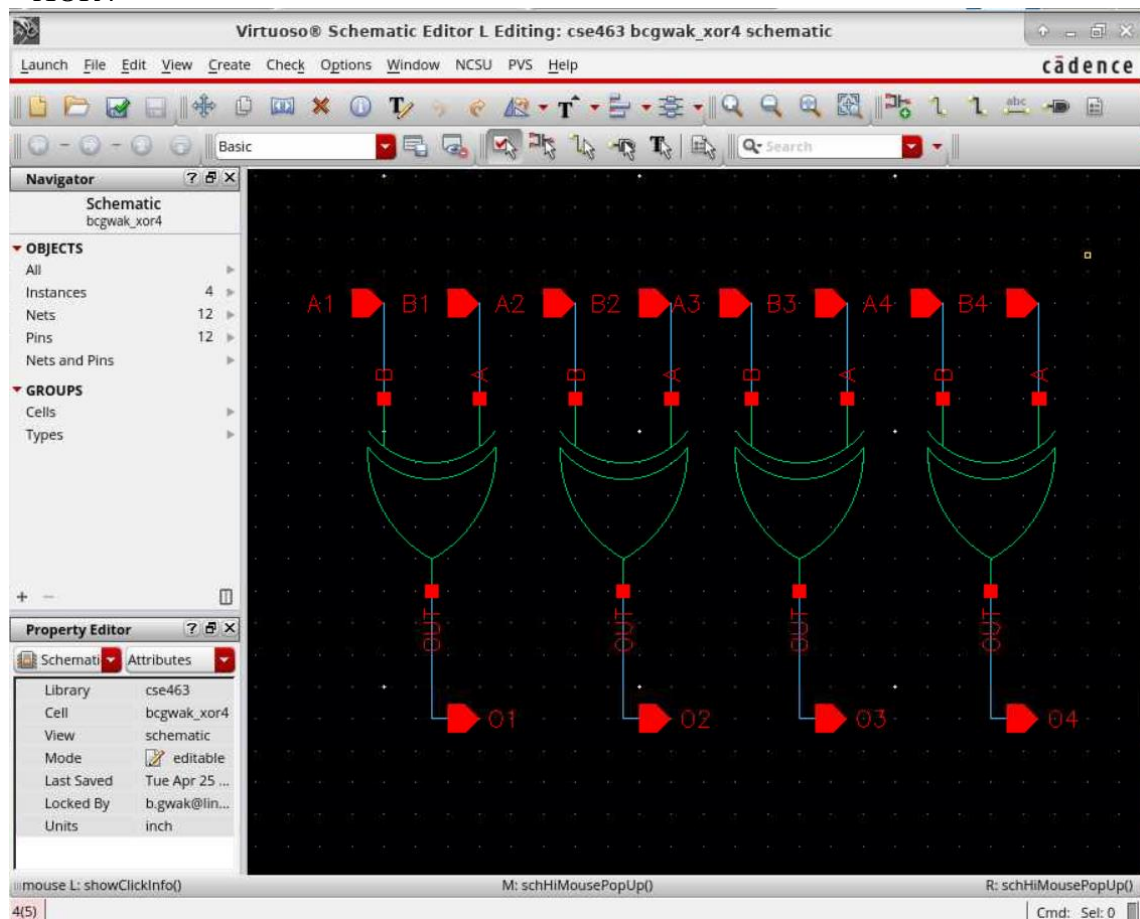 Virtuoso® Schematic Editor L Editing: cse463 bcgwak_xor4 schematic
Launch File Edit View Create Check Options Window NCSU PVS Help
cādence
abc
Basic
Search
Navigator
Schematic
bcgwak_xor4
OBJECTS
All
Instances 4
Nets 12
Pins 12
Nets and Pins
GROUPS
Cells
Types
Property Editor
Schemati Attributes
Library cse463
Cell bcgwak_xor4
View schematic
Mode editable
Last Saved Tue Apr 25 ...
Locked By b.gwak@lin...
Units inch
A1 B1 A2 B2 A3 B3 A4 B4
B A B A B A B A
OUT OUT OUT OUT
O1 O2 O3 O4
mouse L: showClickInfo() M: schHiMousePopUp() R: schHiMousePopUp()
4(5) Cmd: Sel: 0